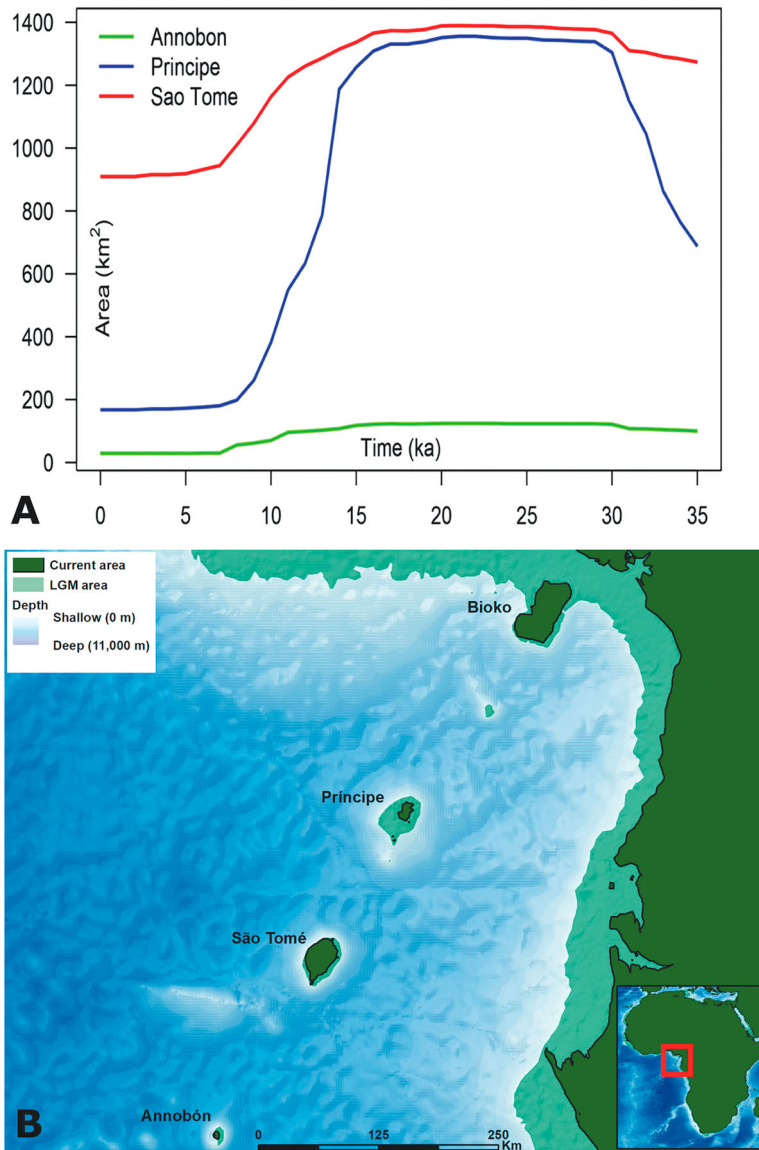 1400
1200
1000
800
600
400
200
0
Area (km²)
Annobon
Principe
Sao Tome
Time (ka)
0 5 10 15 20 25 30 35
A
Current area
LGM area
Depth
Shallow (0 m)
Deep (11,000 m)
Bioko
Príncipe
São Tomé
Annobón
0 125 250
Km
B